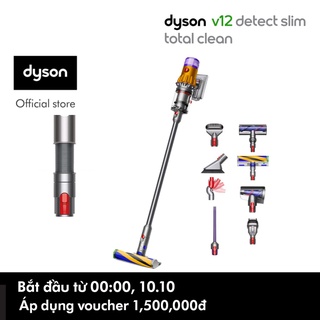 dyson v12 detect slim
total clean
dyson
Official store
Bắt đầu từ 00:00, 10.10
Áp dụng voucher 1,500,000đ